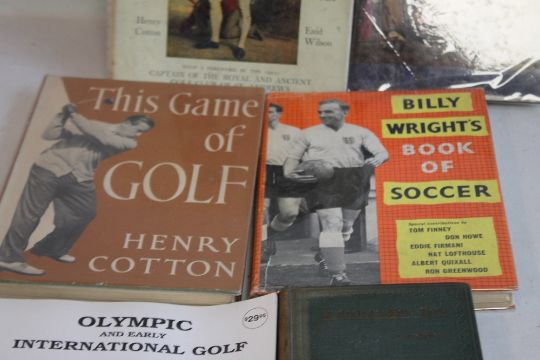 Henry
Cotton
Enid
Wilson
CAPTAIN OF THE ROYAL AND ANCIENT
This Game
of
GOLF
HENRY
COTTON
BILLY
WRIGHT'S
BOOK
OF
SOCCER
Special contributions by
TOM FINNEY
DON HOWE
EDDIE FIRMANI
NAT LOFTHOUSE
ALBERT QUIXALL
RON GREENWOOD
OLYMPIC
AND EARLY
INTERNATIONAL GOLF